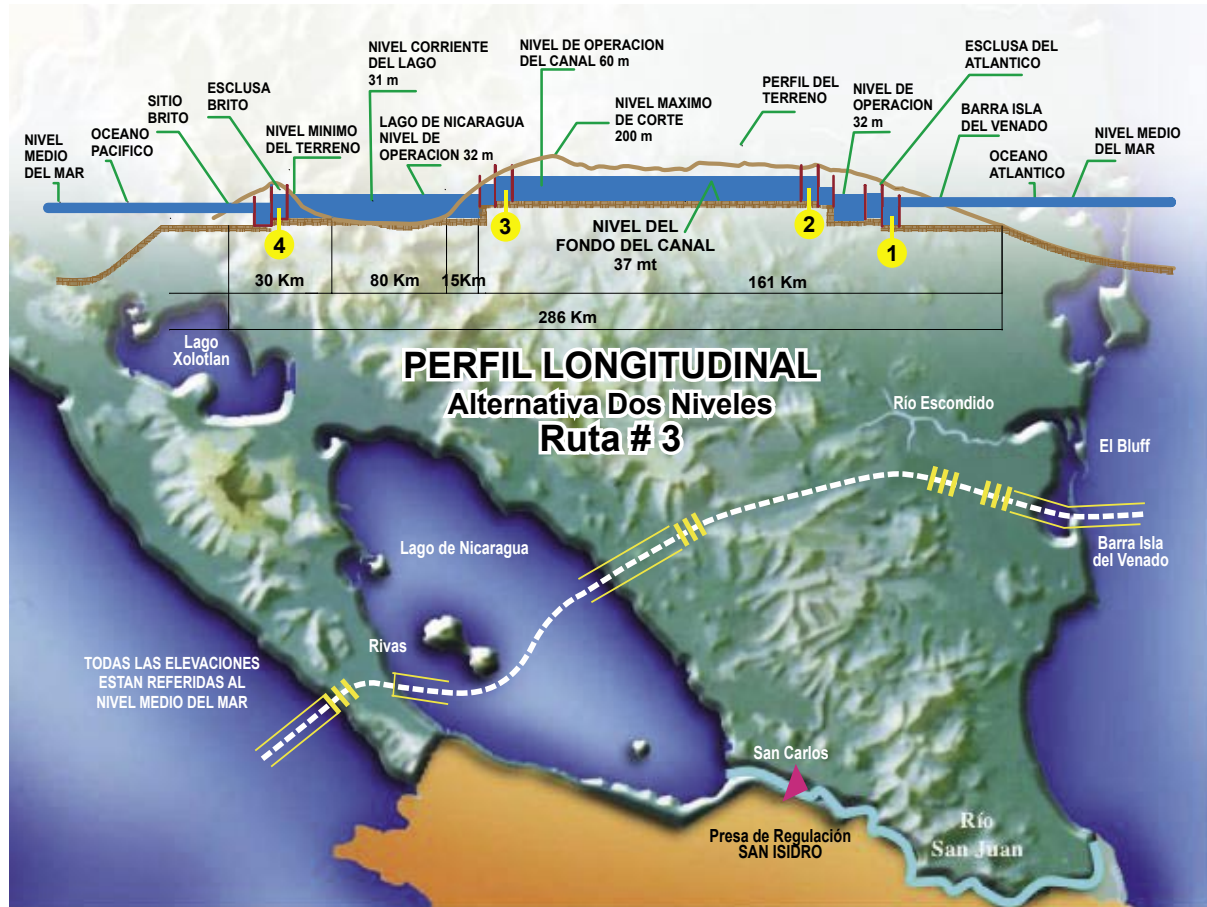 NIVEL
MEDIO
DEL MAR
OCEANO
PACIFICO
SITIO
BRITO
ESCLUSA
BRITO
NIVEL MINIMO
DEL TERRENO
NIVEL CORRIENTE
DEL LAGO
31 m
LAGO DE NICARAGUA
NIVEL DE
OPERACION 32 m
NIVEL DE OPERACION
DEL CANAL 60 m
NIVEL MAXIMO
DE CORTE
200 m
PERFIL DEL
TERRENO
NIVEL DE
OPERACION
32 m
ESCLUSA DEL
ATLANTICO
BARRA ISLA
DEL VENADO
OCEANO
ATLANTICO
NIVEL MEDIO
DEL MAR
4
3
2
1
NIVEL DEL
FONDO DEL CANAL
37 mt
30 Km
80 Km
15Km
161 Km
286 Km
PERFIL LONGITUDINAL
Alternativa Dos Niveles
Ruta # 3
Lago
Xolotlan
Río Escondido
El Bluff
Lago de Nicaragua
Barra Isla
del Venado
Rivas
TODAS LAS ELEVACIONES
ESTAN REFERIDAS AL
NIVEL MEDIO DEL MAR
San Carlos
Presa de Regulación
SAN ISIDRO
Río
San Juan